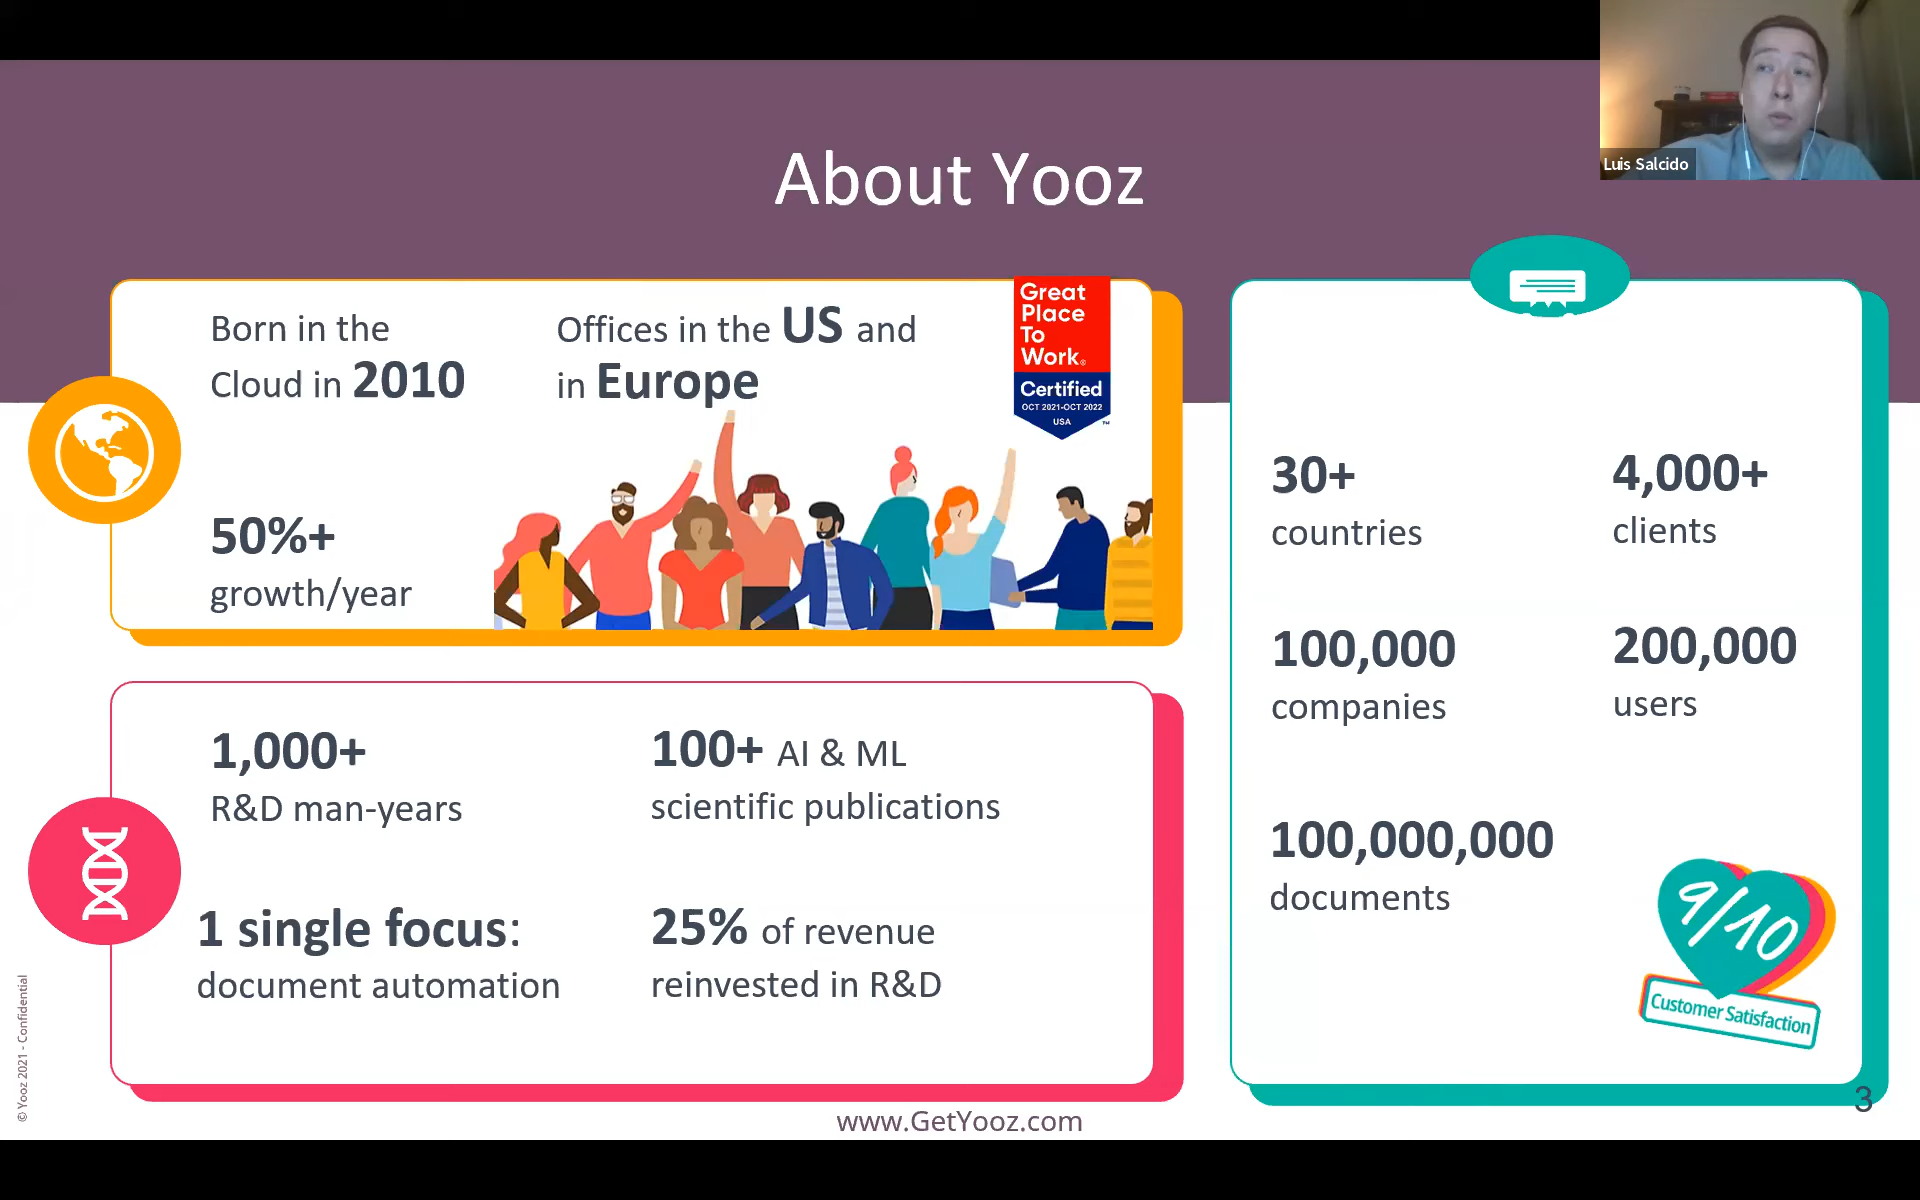 About Yooz
Luis Salcido
Born in the
Cloud in 2010
Offices in the US and
in Europe
Great
Place
To
Work®
Certified
OCT 2021-OCT 2022
USA
™
50%+
growth/year
1,000+
R&D man-years
100+ AI & ML
scientific publications
1 single focus:
document automation
25% of revenue
reinvested in R&D
30+
countries
4,000+
clients
100,000
companies
200,000
users
100,000,000
documents
9/10
Customer Satisfaction
© Yooz 2021 - Confidential
www.GetYooz.com
3